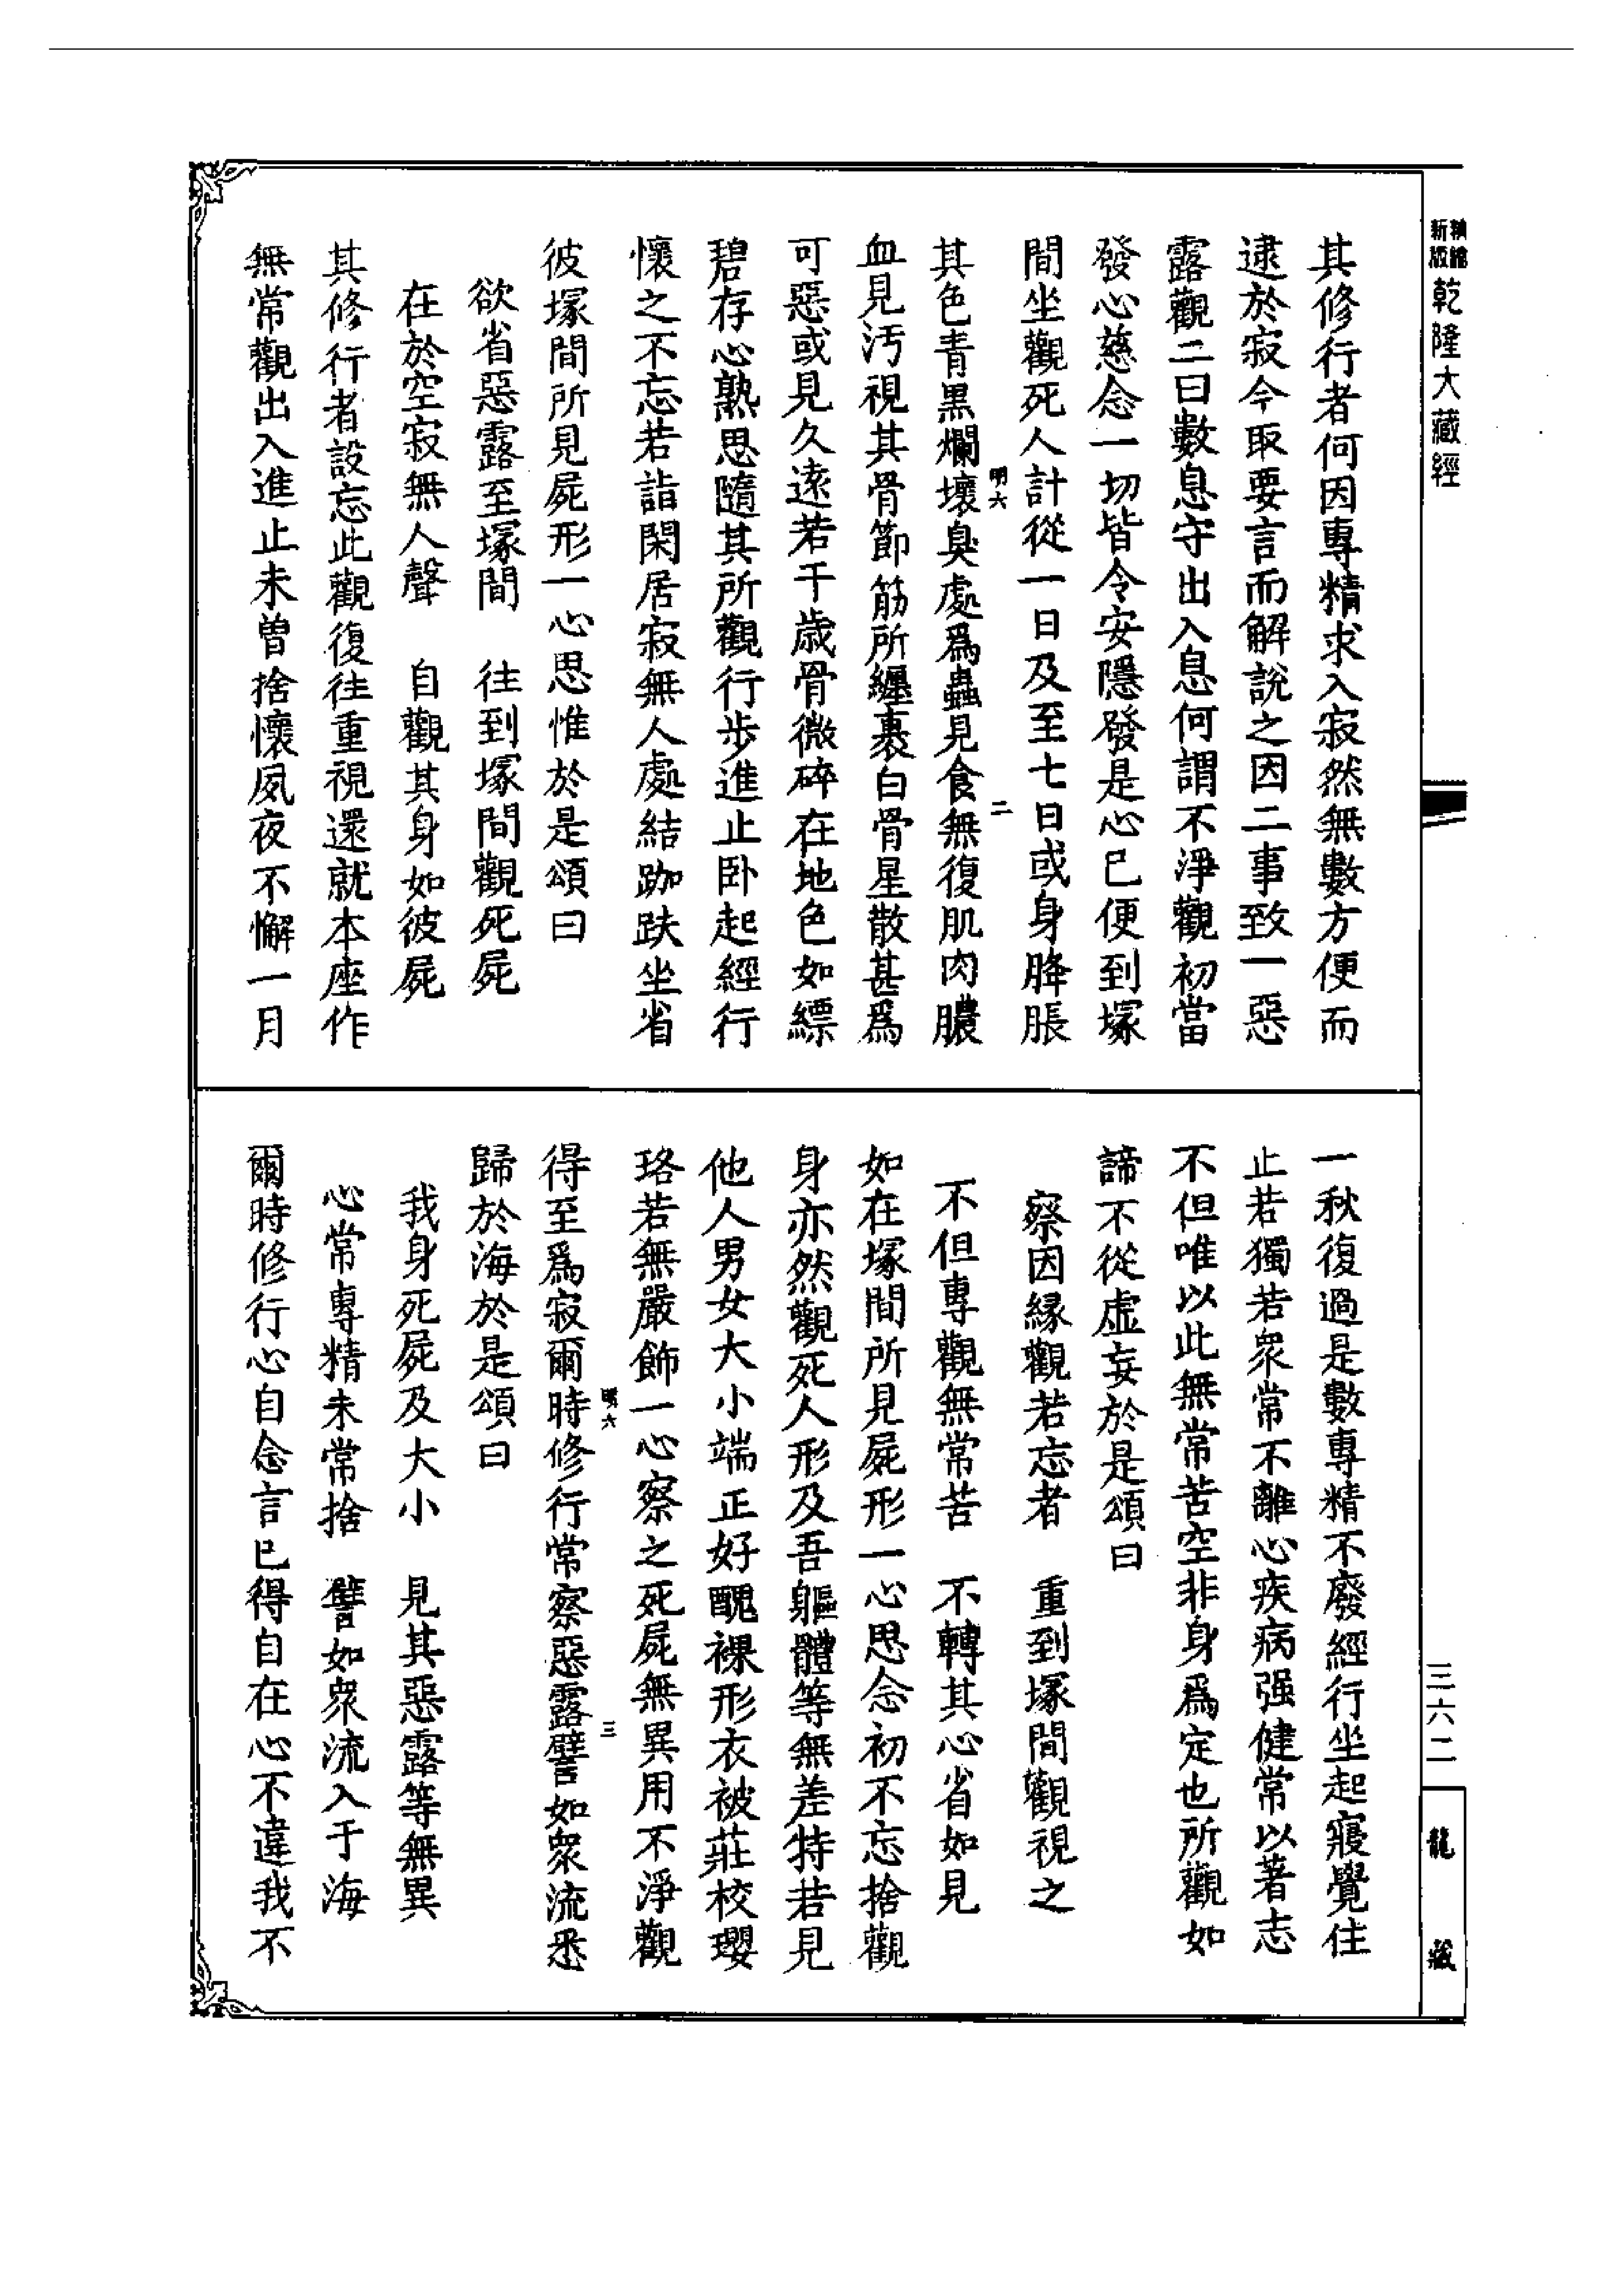 精縮
新版
乾隆大藏經
其修行者何因專精求入寂然無數方便而
逮於寂今取要言而解說之因二事致一惡
露觀二曰數息守出入息何謂不淨觀初當
發心慈念一切皆令安隱發是心已便到塚
間坐觀死人計從一日及至七日或身胮脹
其色青黑爛壞臭處爲蟲見食無復肌肉膿
明六
二
血見汚視其骨節筋所纏裹白骨星散甚爲
可惡或見久遠若干歲骨微碎在地色如縹
碧存心熟思隨其所觀行步進止卧起經行
懷之不忘若詣閑居寂無人處結跏趺坐省
彼塚間所見屍形一心思惟於是頌曰
欲省惡露至塚間　往到塚間觀死屍
在於空寂無人聲　自觀其身如彼屍
其修行者設忘此觀復往重視還就本座作
無常觀出入進止未曾捨懷夙夜不懈一月
一秋復過是數專精不廢經行坐起寢覺住
止若獨若衆常不離心疾病强健常以著志
不但唯以此無常苦空非身爲定也所觀如
諦不從虛妄於是頌曰
察因緣觀若忘者　重到塚間觀視之
不但專觀無常苦　不轉其心省如見
如在塚間所見屍形一心思念初不忘捨觀
身亦然觀死人形及吾軀體等無差特若見
他人男女大小端正好醜裸形衣被莊校瓔
珞若無嚴飾一心察之死屍無異用不淨觀
得至爲寂爾時修行常察惡露譬如衆流悉
明六
三
歸於海於是頌曰
我身死屍及大小　見其惡露等無異
心常專精未常捨　譬如衆流入于海
爾時修行心自念言已得自在心不違我不
三六二
龍藏